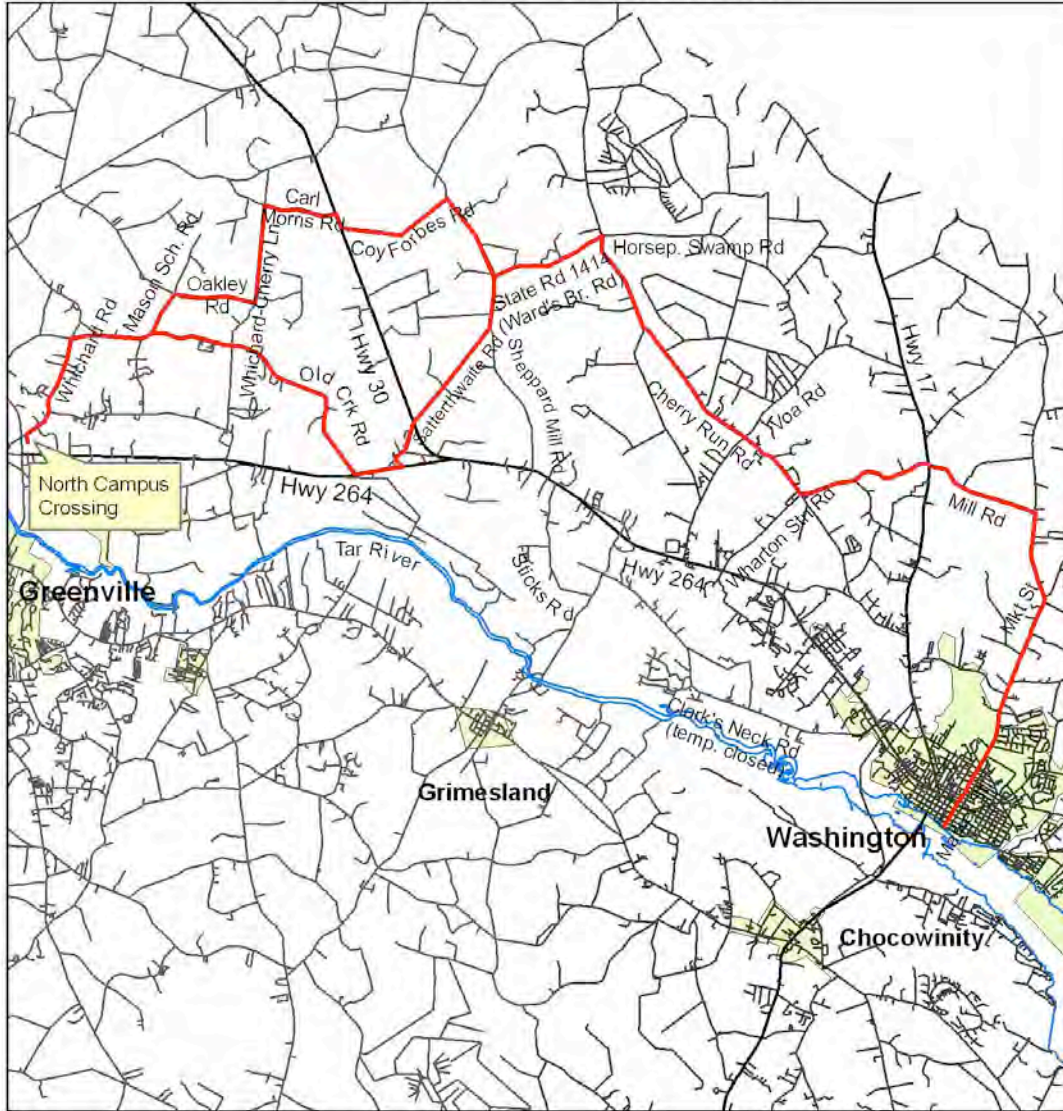 Carl
Morris Rd
Coy Forbes Rd
Mason Sch. Rd
Oakley
Rd
Whichard-Cherry Ln
Whichard Rd
Horsep. Swamp Rd
State Rd 1414
(Ward's Br. Rd)
Hwy 30
Old Crk Rd
Satterthwaite Rd
Sheppard Mill Rd
Cherry Run Rd
Voa Rd
Hwy 17
North Campus
Crossing
Hwy 264
Mill Rd
Wharton Stn Rd
Hwy 264
Tar River
Sticks Rd
Mkt St
Greenville
Clark's Neck Rd
(temp. closed)
Grimesland
Washington
Chocowinity